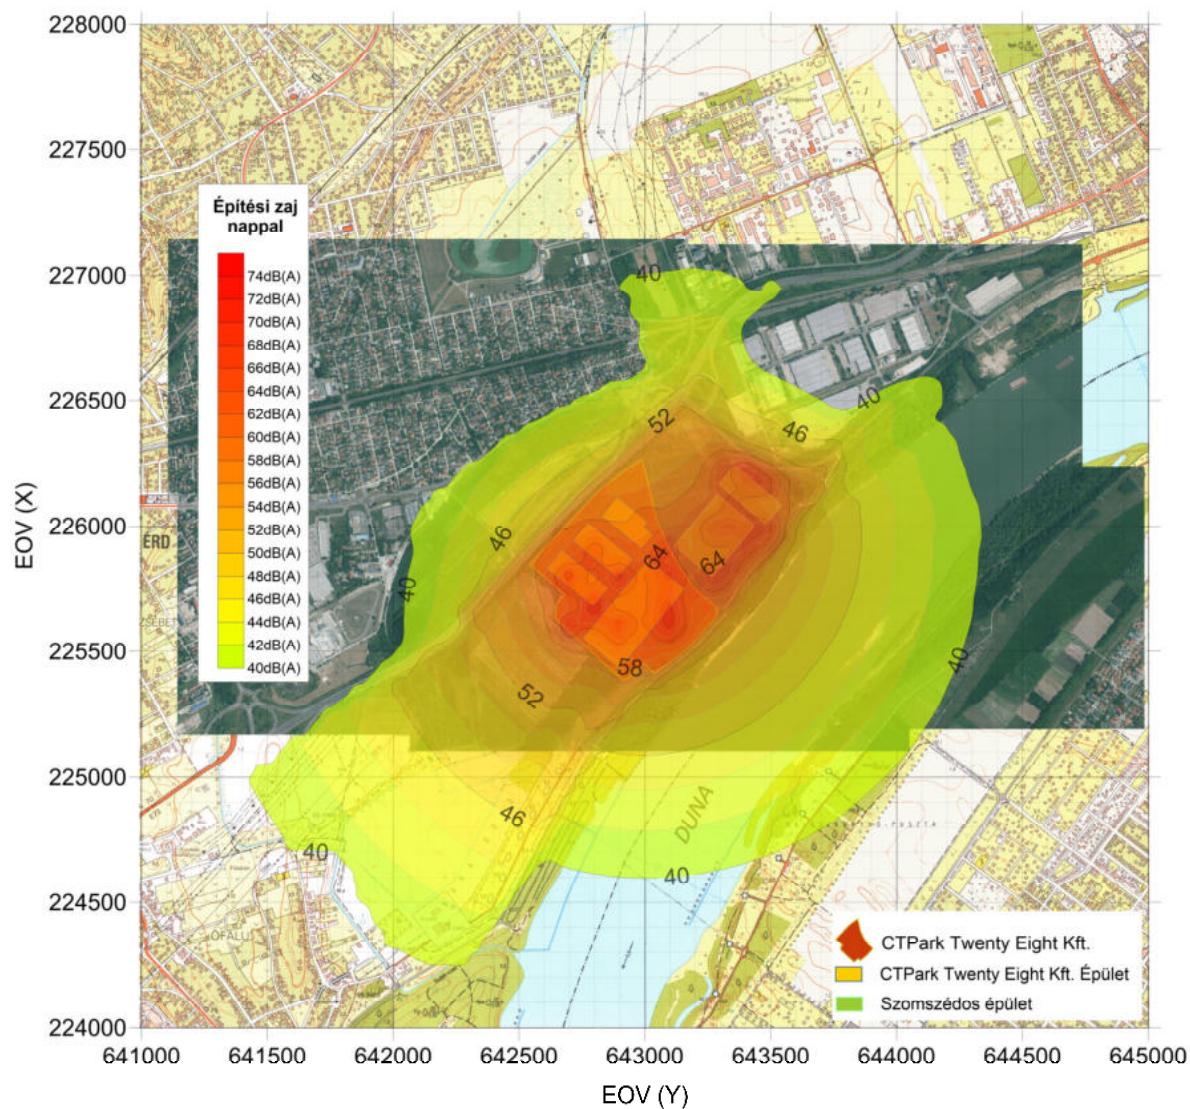 228000
227500
227000
226500
226000
225500
225000
224500
224000
EOV (X)
Építési zaj
nappal
74dB(A)
72dB(A)
70dB(A)
68dB(A)
66dB(A)
64dB(A)
62dB(A)
60dB(A)
58dB(A)
56dB(A)
54dB(A)
52dB(A)
50dB(A)
48dB(A)
46dB(A)
44dB(A)
42dB(A)
40dB(A)
40
40
52
46
46
40
64
64
58
52
40
46
40
40
ÉRD
DUNA
ÓFALU
CTPark Twenty Eight Kft.
CTPark Twenty Eight Kft. Épület
Szomszédos épület
641000 641500 642000 642500 643000 643500 644000 644500 645000
EOV (Y)